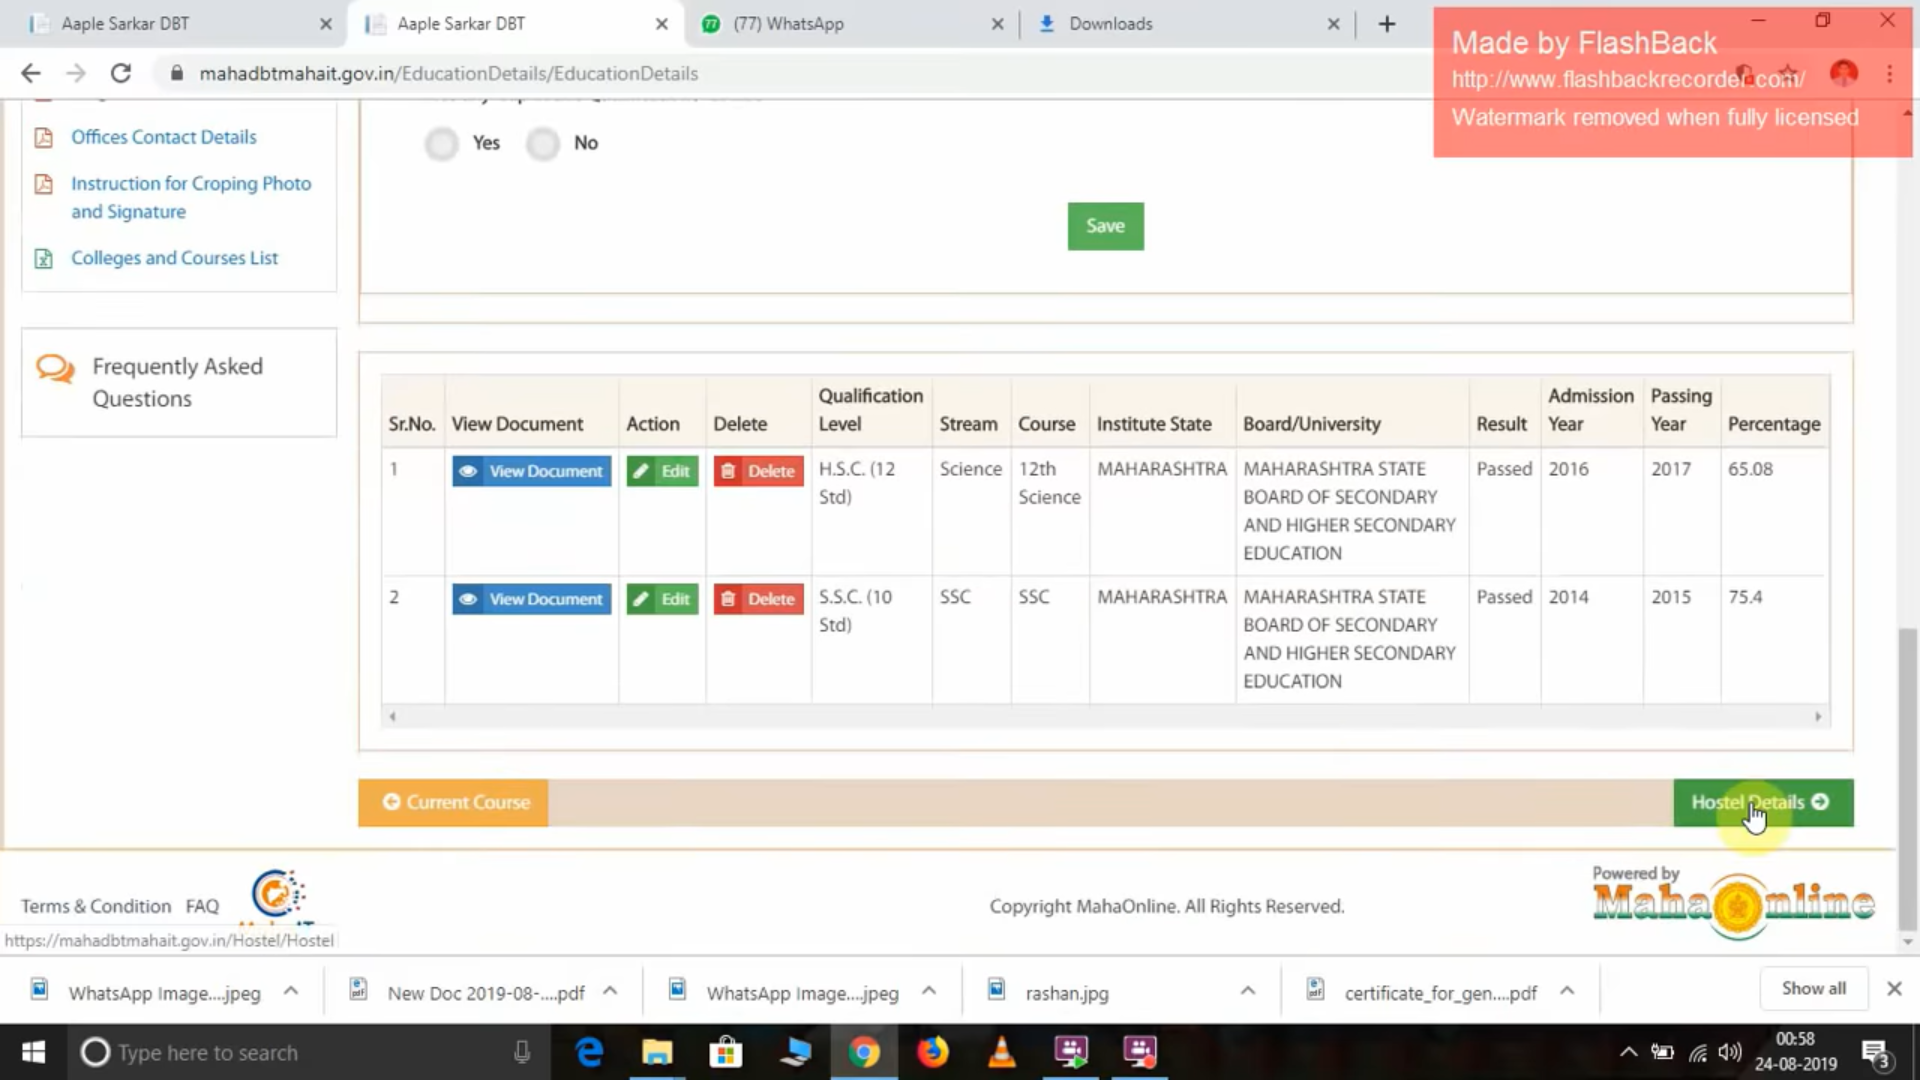 Aaple Sarkar DBT
Aaple Sarkar DBT
(77) WhatsApp
Downloads
Made by FlashBack
http://www.flashbackrecorder.com/
Watermark removed when fully licensed
mahadbtmahait.gov.in/EducationDetails/EducationDetails
Offices Contact Details
Instruction for Croping Photo
and Signature
Colleges and Courses List
Frequently Asked
Questions
Yes No
Save
Sr.No. View Document Action Delete Qualification Level Stream Course Institute State Board/University Result Admission Year Passing Year Percentage
1 View Document Edit Delete H.S.C. (12 Science 12th MAHARASHTRA MAHARASHTRA STATE Passed 2016 2017 65.08
Std) Science BOARD OF SECONDARY
AND HIGHER SECONDARY
EDUCATION
2 View Document Edit Delete S.S.C. (10 SSC SSC MAHARASHTRA MAHARASHTRA STATE Passed 2014 2015 75.4
Std) BOARD OF SECONDARY
AND HIGHER SECONDARY
EDUCATION
Current Course
Hostel Details
Terms & Condition FAQ
Copyright MahaOnline. All Rights Reserved.
Powered by
MahaOnline
https://mahadbtmahait.gov.in/Hostel/Hostel
WhatsApp Image....jpeg
New Doc 2019-08-....pdf
WhatsApp Image....jpeg
rashan.jpg
certificate_for_gen....pdf
Show all
Type here to search
00:58
24-08-2019
3